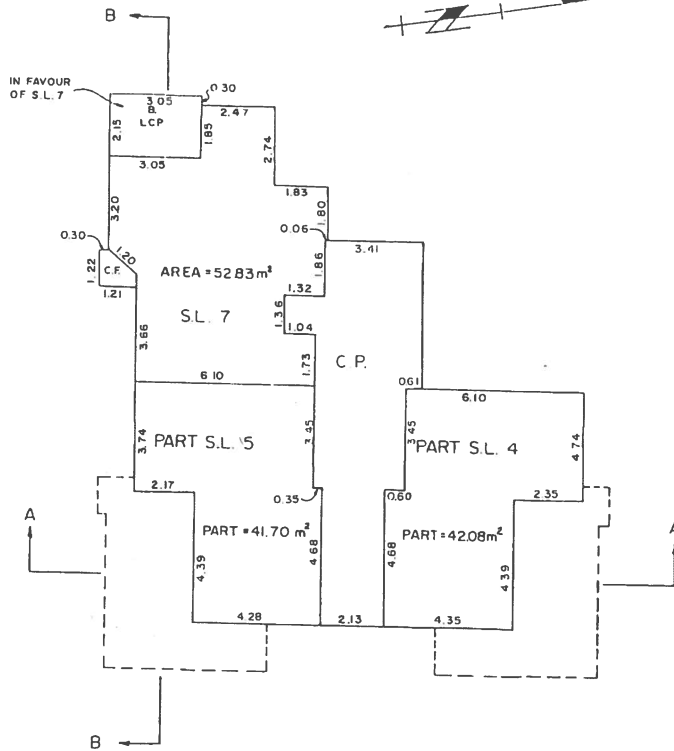 B
IN FAVOUR
OF S.L. 7
3.05
B.
LCP
0.30
2.47
2.15
1.85
2.74
3.05
1.83
3.20
1.80
0.06
3.41
0.30
1.20
1.22
C.F.
AREA = 52.83 m²
1.86
1.21
1.32
S.L. 7
1.36
1.04
3.66
C P.
1.73
6.10
0.61
6.10
3.74
PART S.L. 5
3.45
3.45
PART S.L. 4
4.74
2.17
0.35
0.60
2.35
A
PART = 41.70 m²
PART = 42.08 m²
A
4.39
4.68
4.68
4.39
4.28
2.13
4.35
B